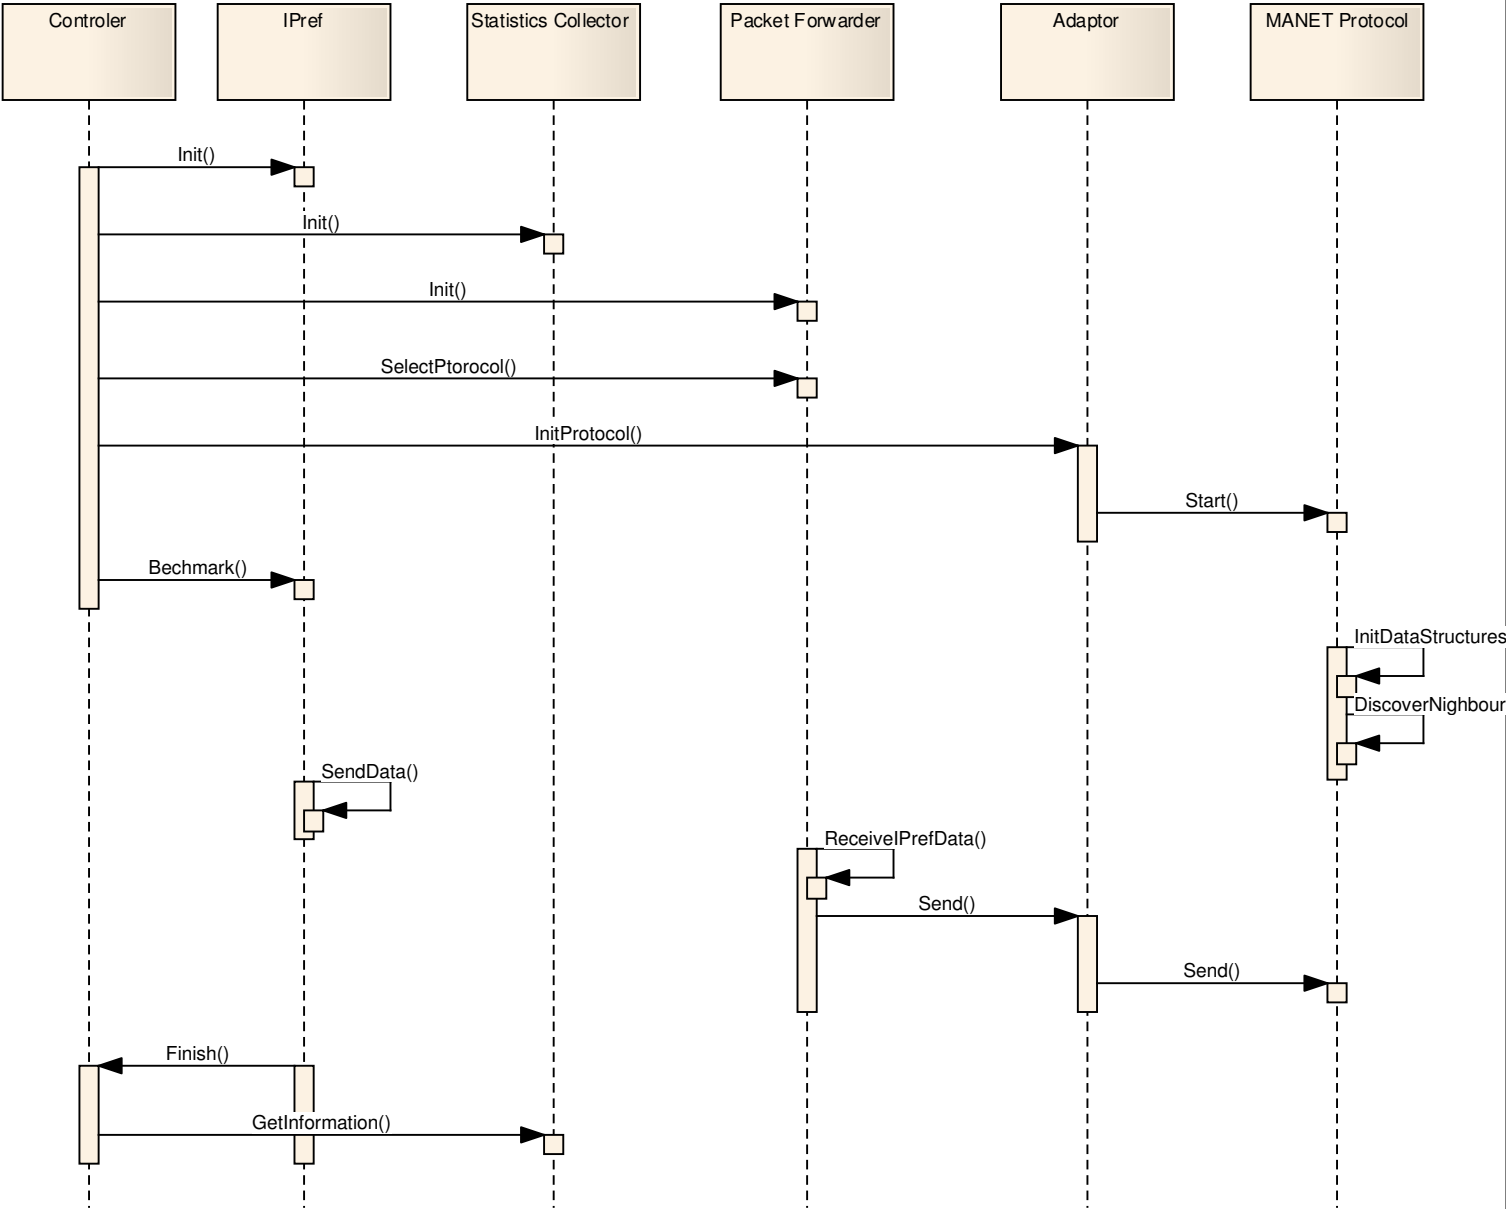 Controler
IPref
Statistics Collector
Packet Forwarder
Adaptor
MANET Protocol
Init()
Init()
Init()
SelectPtorocol()
InitProtocol()
Start()
Bechmark()
InitDataStructures
DiscoverNighbour
SendData()
ReceiveIPrefData()
Send()
Send()
Finish()
GetInformation()